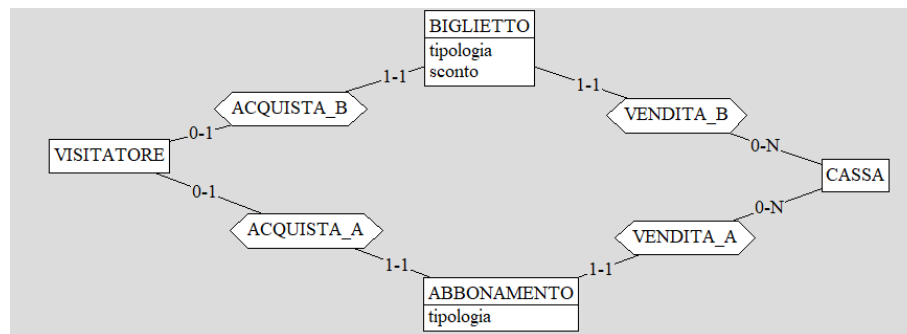 BIGLIETTO
tipologia
sconto
1-1
1-1
ACQUISTA_B
VENDITA_B
0-1
0-N
VISITATORE
CASSA
0-1
0-N
ACQUISTA_A
VENDITA_A
1-1
1-1
ABBONAMENTO
tipologia